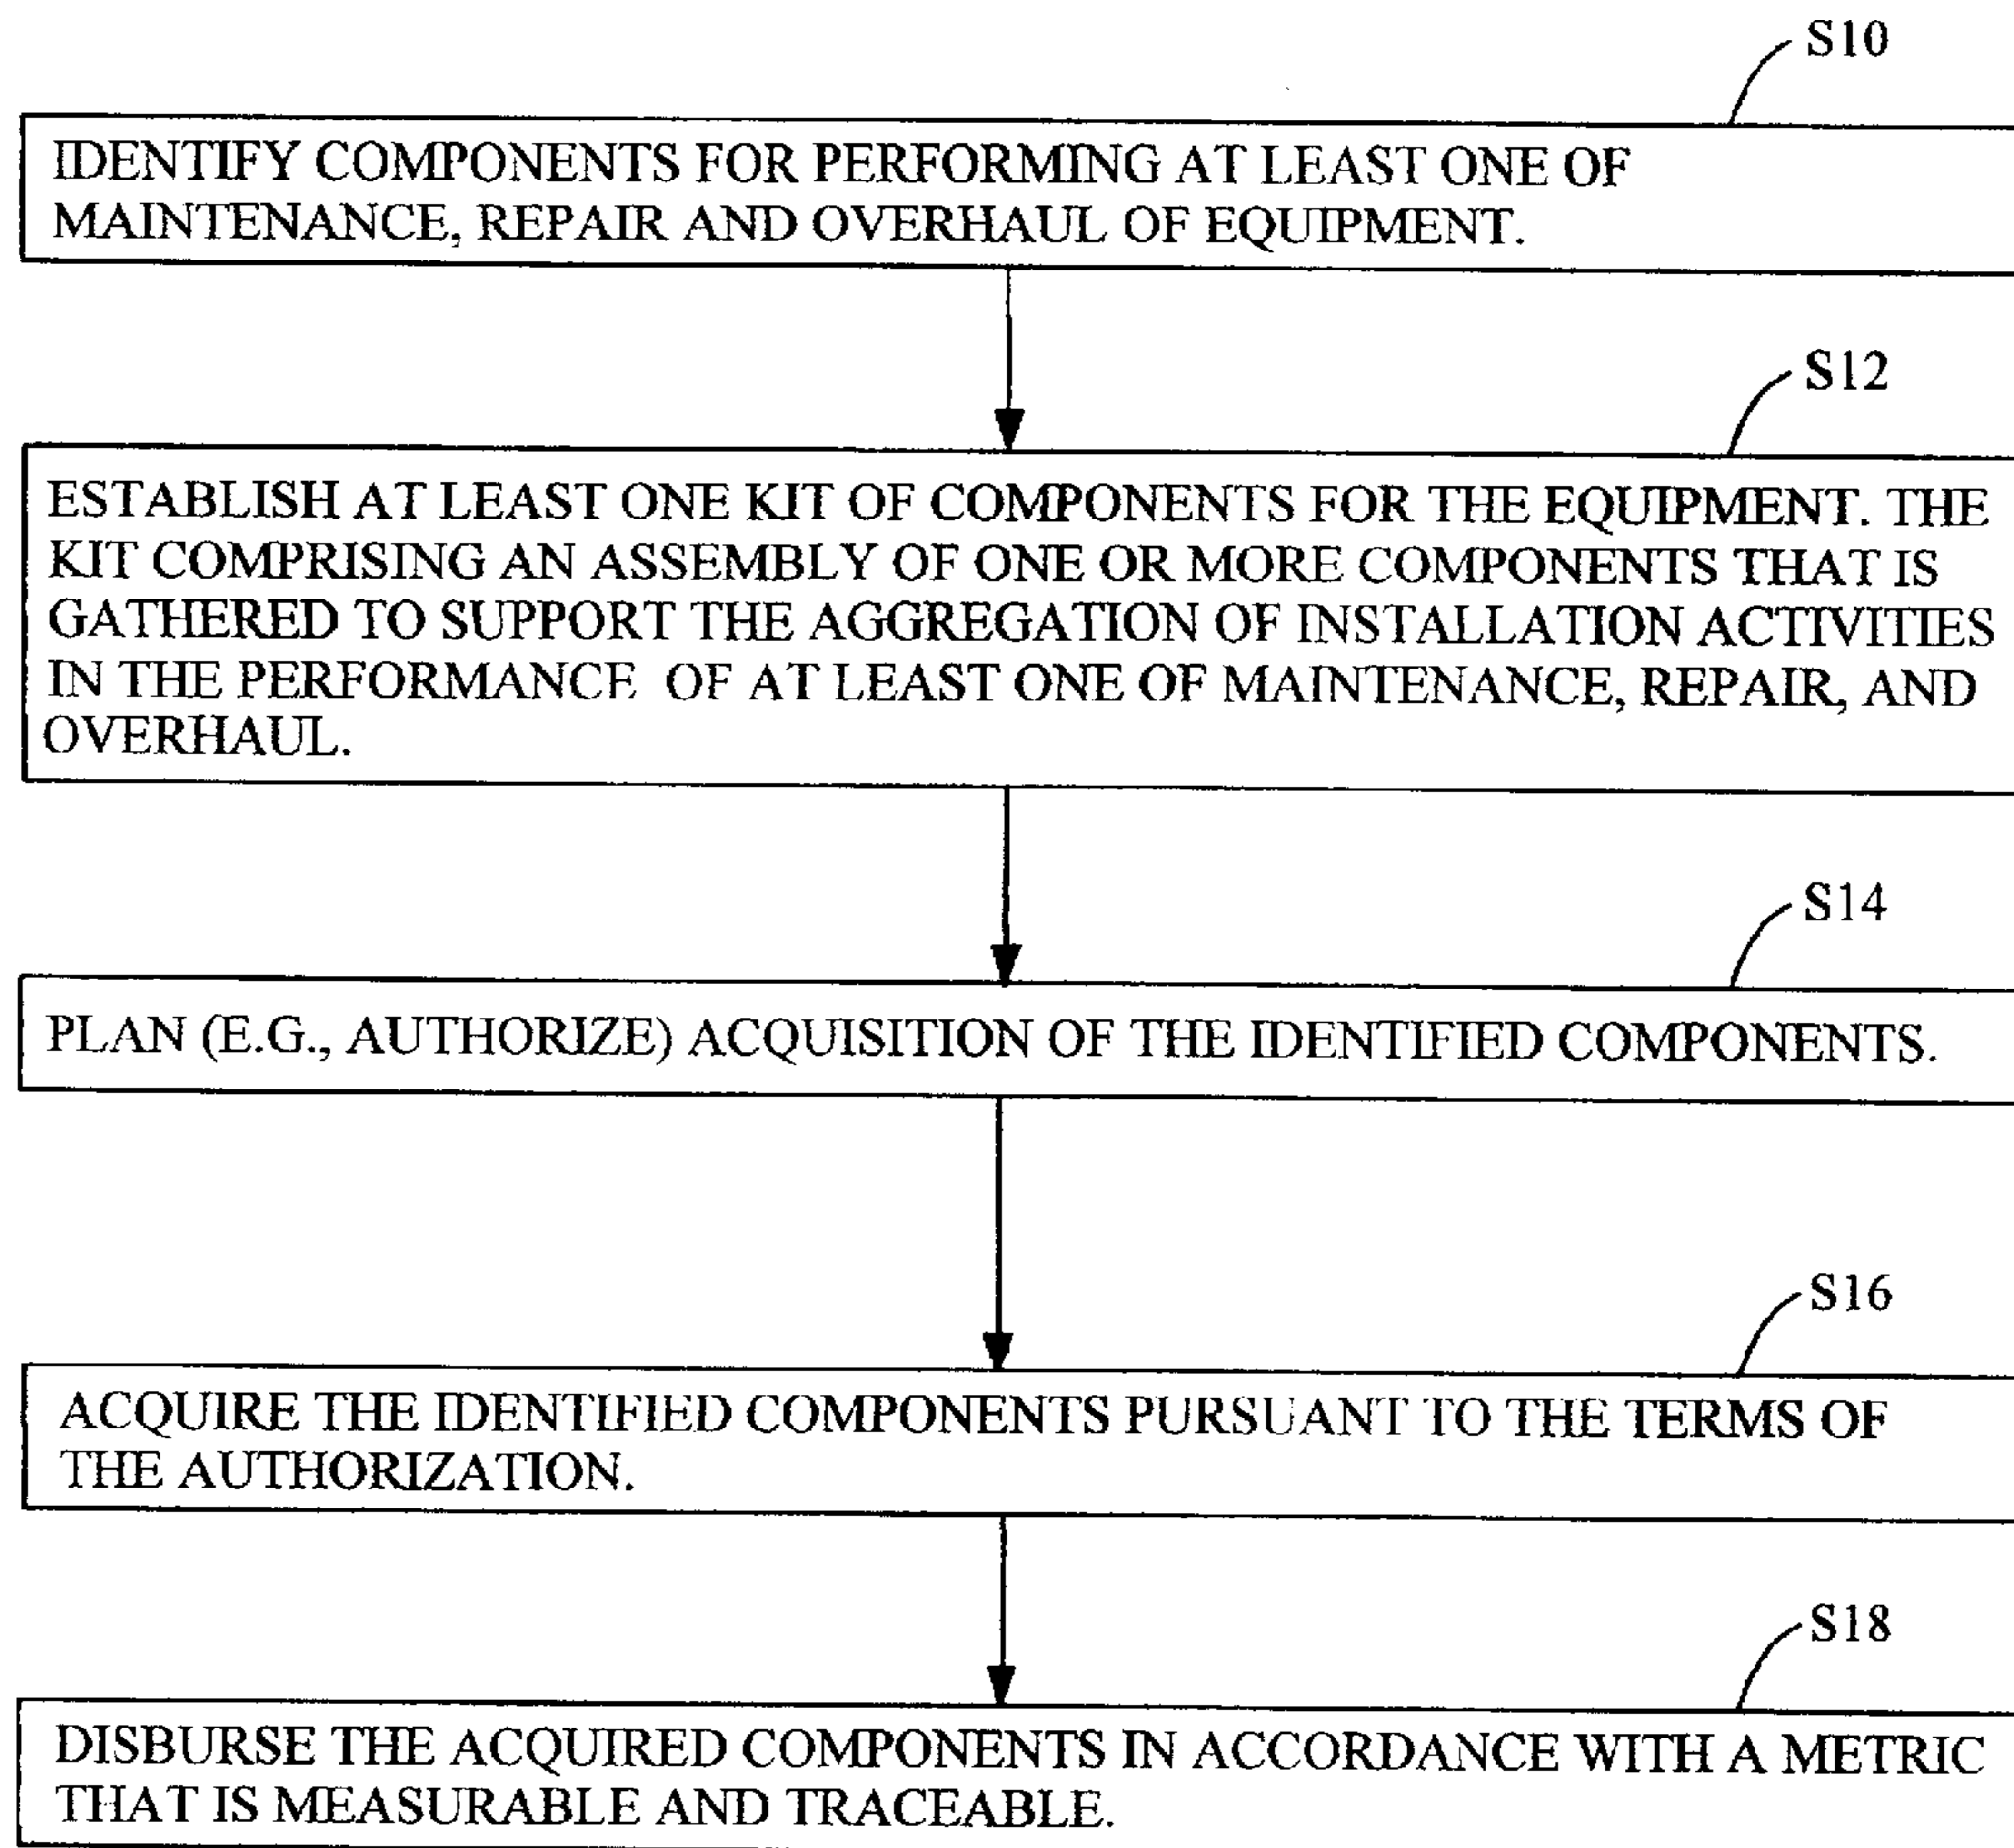 S10
IDENTIFY COMPONENTS FOR PERFORMING AT LEAST ONE OF
MAINTENANCE, REPAIR AND OVERHAUL OF EQUIPMENT.
S12
ESTABLISH AT LEAST ONE KIT OF COMPONENTS FOR THE EQUIPMENT. THE
KIT COMPRISING AN ASSEMBLY OF ONE OR MORE COMPONENTS THAT IS
GATHERED TO SUPPORT THE AGGREGATION OF INSTALLATION ACTIVITIES
IN THE PERFORMANCE OF AT LEAST ONE OF MAINTENANCE, REPAIR, AND
OVERHAUL.
S14
PLAN (E.G., AUTHORIZE) ACQUISITION OF THE IDENTIFIED COMPONENTS.
S16
ACQUIRE THE IDENTIFIED COMPONENTS PURSUANT TO THE TERMS OF
THE AUTHORIZATION.
S18
DISBURSE THE ACQUIRED COMPONENTS IN ACCORDANCE WITH A METRIC
THAT IS MEASURABLE AND TRACEABLE.